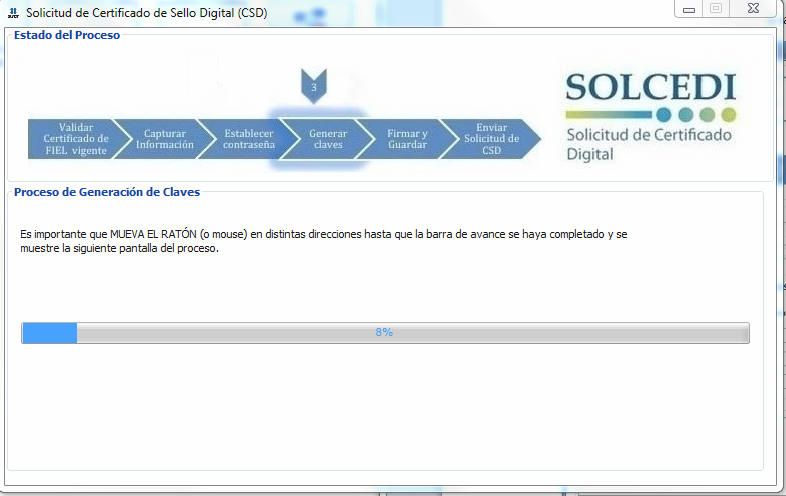 Solicitud de Certificado de Sello Digital (CSD)
Estado del Proceso
3
Validar
Certificado de
FIEL vigente
Capturar
Información
Establecer
contraseña
Generar
claves
Firmar y
Guardar
Enviar
Solicitud de
CSD
SOLCEDI
Solicitud de Certificado
Digital
Proceso de Generación de Claves
Es importante que MUEVA EL RATÓN (o mouse) en distintas direcciones hasta que la barra de avance se haya completado y se
muestre la siguiente pantalla del proceso.
8%